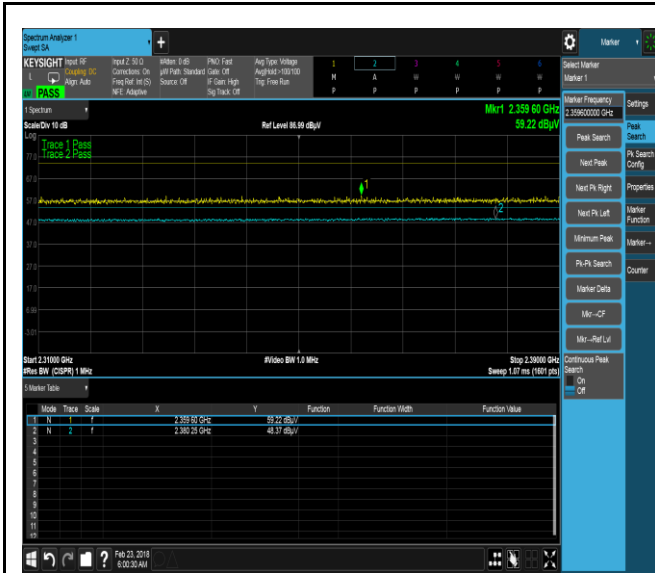 Spectrum Analyzer 1
Swept SA
+
Marker
KEYSIGHT Input: RF Input Z: 50 Ω #Atten: 0 dB PNO: Fast Avg Type: Voltage 1 2 3 4 5 6
L Coupling: DC Corrections: On µW Path: Standard Gate: Off Avg|Hold:>100/100 M A W W W W
Align: Auto Freq Ref: Int (S) Source: Off IF Gain: High Trig: Free Run P P P P P P
PASS NFE: Adaptive Sig Track: Off
Select Marker
Marker 1
1 Spectrum
Mkr1 2.359 60 GHz
Scale/Div 10 dB Ref Level 86.99 dBµV 59.22 dBµV
Log
Trace 1 Pass
77.0 Trace 2 Pass
67.0
57.0
47.0
37.0
27.0
17.0
6.99
-3.01
1
2
Start 2.31000 GHz #Video BW 1.0 MHz Stop 2.39000 GHz
#Res BW (CISPR) 1 MHz Sweep 1.07 ms (1601 pts)
5 Marker Table
Mode Trace Scale X Y Function Function Width Function Value
1 N 1 f 2.359 60 GHz 59.22 dBµV
2 N 2 f 2.380 25 GHz 48.37 dBµV
3
4
5
6
7
8
9
10
11
12
Marker Frequency
2.359600000 GHz
Peak Search
Next Peak
Next Pk Right
Next Pk Left
Minimum Peak
Pk-Pk Search
Marker Delta
Mkr→CF
Mkr→Ref Lvl
Continuous Peak
Search
On
Off
Settings
Peak
Search
Pk Search
Config
Properties
Marker
Function
Marker→
Counter
?
Feb 23, 2018
6:00:30 AM